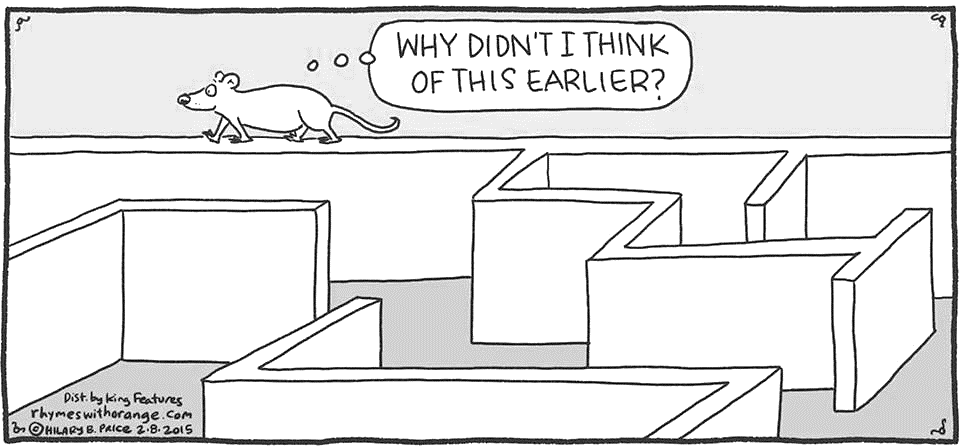 WHY DIDN'T I THINK
OF THIS EARLIER?
Dist. by King Features
rhymeswithorange.com
© HILARY B. PRICE 2.8.2015